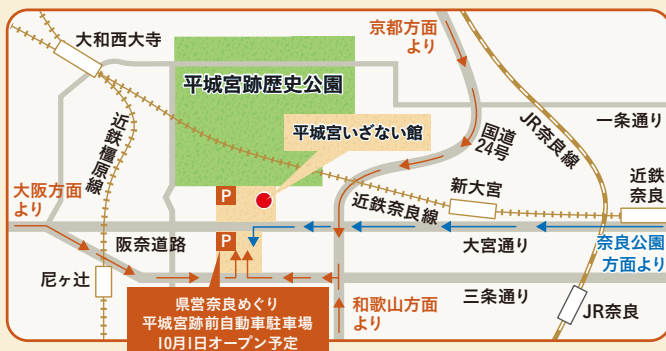 大和西大寺
京都方面
より
平城宮跡歴史公園
平城宮いざない館
一条通り
国道
24号
JR奈良線
近鉄橿原線
大阪方面
より
P
新大宮
近鉄
奈良
近鉄奈良線
P
阪奈道路
大宮通り
奈良公園
方面より
尼ヶ辻
三条通り
県営奈良めぐり
平城宮跡前自動車駐車場
10月1日オープン予定
和歌山方面
より
JR奈良